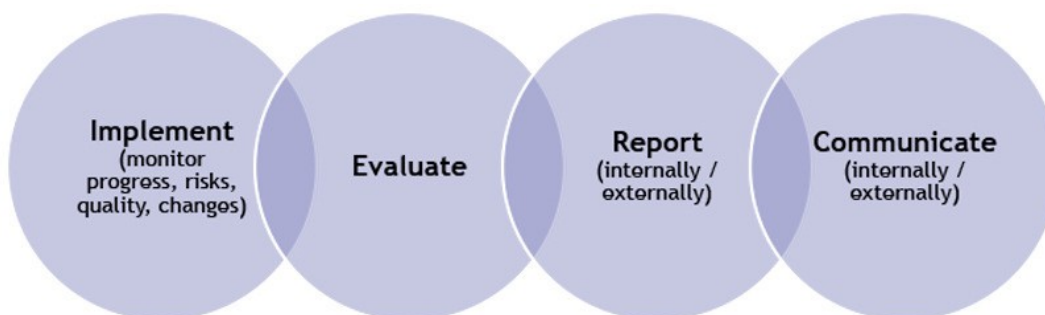 Implement
(monitor
progress, risks,
quality, changes)
Evaluate
Report
(internally /
externally)
Communicate
(internally /
externally)